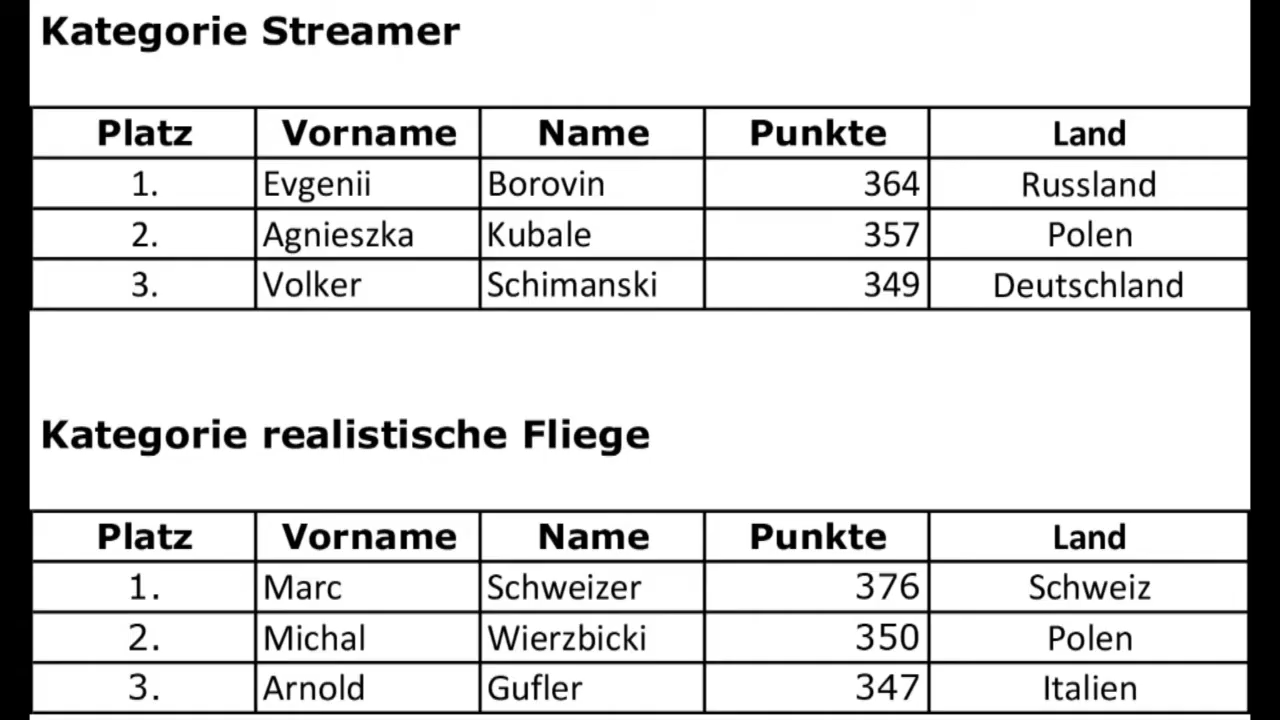 Kategorie Streamer
Platz Vorname Name Punkte Land
1. Evgenii Borovin 364 Russland
2. Agnieszka Kubale 357 Polen
3. Volker Schimanski 349 Deutschland
Kategorie realistische Fliege
Platz Vorname Name Punkte Land
1. Marc Schweizer 376 Schweiz
2. Michal Wierzbicki 350 Polen
3. Arnold Gufler 347 Italien